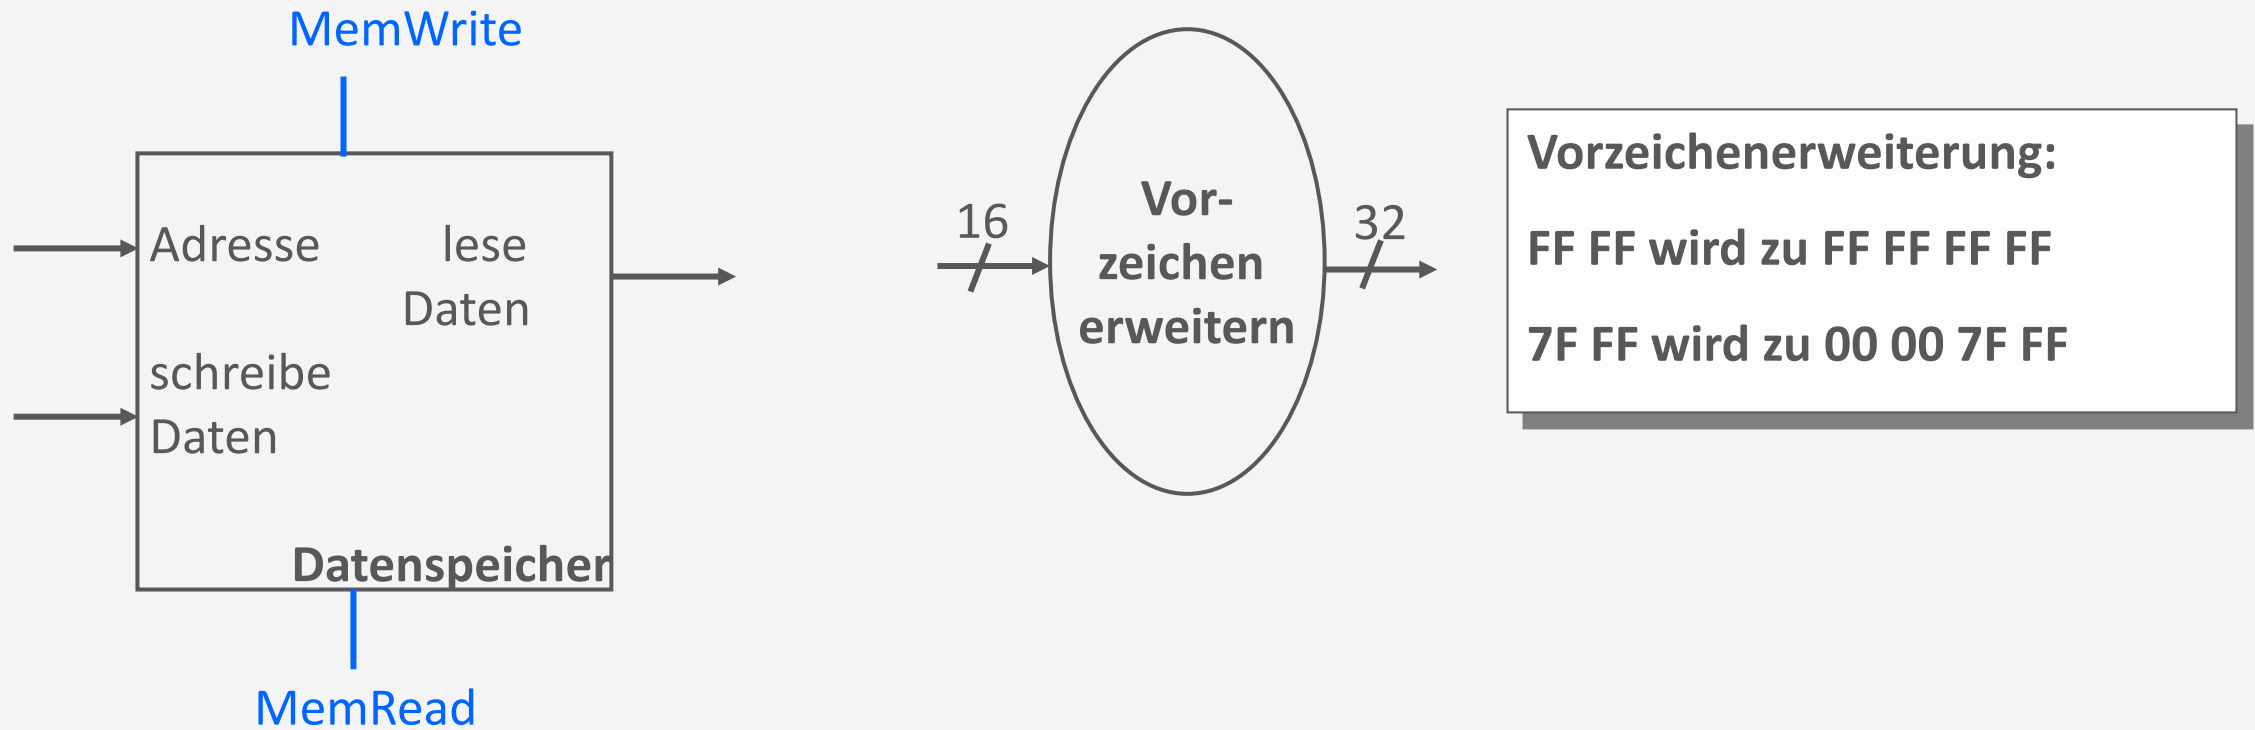 MemWrite
Adresse
lese
Daten
schreibe
Daten
Datenspeicher
MemRead
16
Vor-
zeichen
erweitern
32
Vorzeichenerweiterung:
FF FF wird zu FF FF FF FF
7F FF wird zu 00 00 7F FF